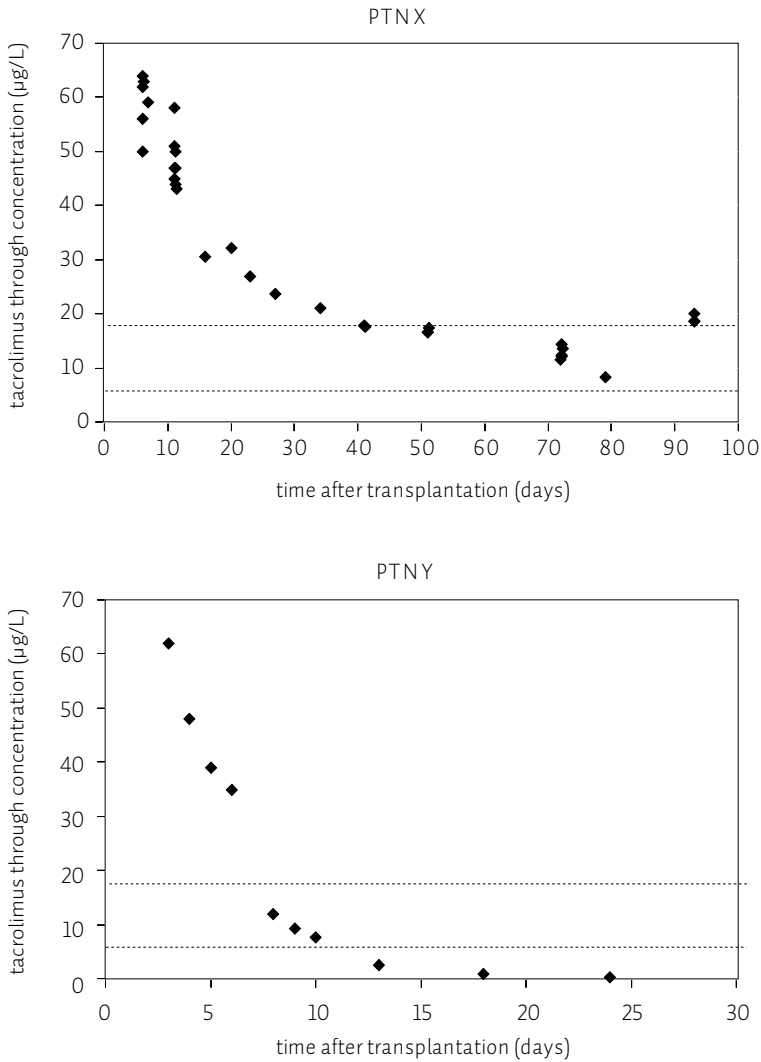 PTN X
tacrolimus through concentration (µg/L)
70
60
50
40
30
20
10
0
0 10 20 30 40 50 60 70 80 90 100
time after transplantation (days)
PTN Y
tacrolimus through concentration (µg/L)
70
60
50
40
30
20
10
0
0 5 10 15 20 25 30
time after transplantation (days)